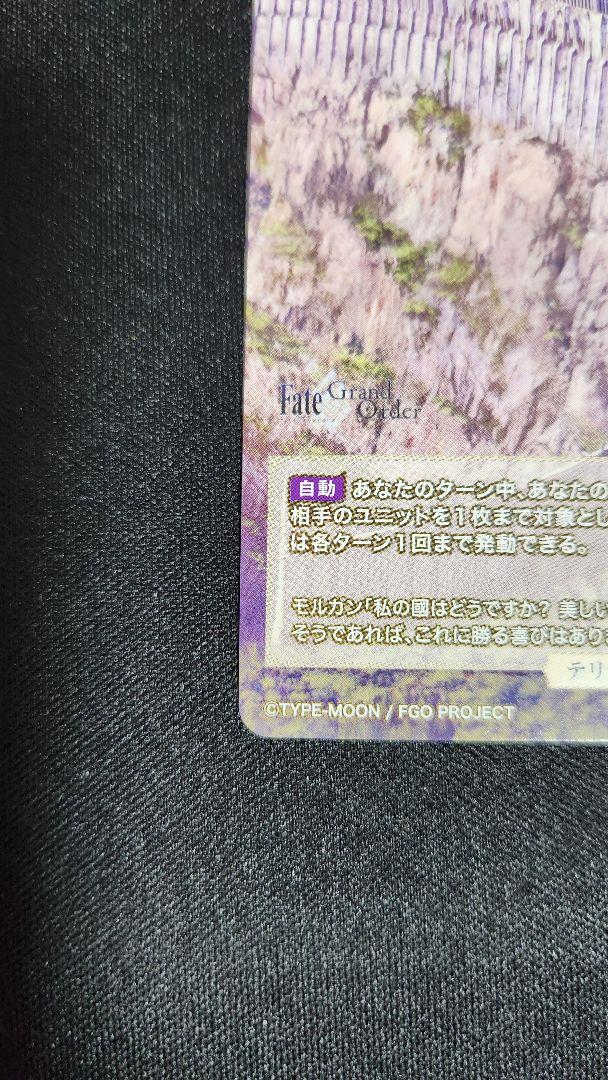 Fate Grand Order
自動 あなたのターン中、あなたの
相手のユニットを1枚まで対象とし
は各ターン1回まで発動できる。
モルガン「私の國はどうですか? 美しい
そうであれば、これに勝る喜びはあり
テリ
©TYPE-MOON / FGO PROJECT